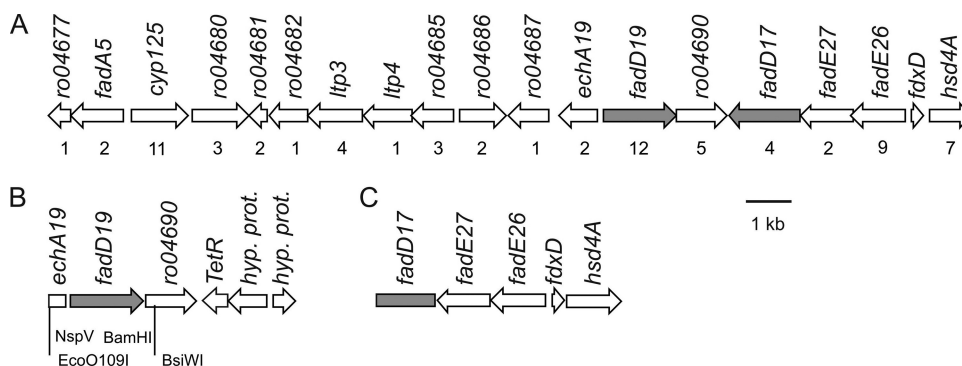 A
ro04677 fadA5 cyp125 ro04680 ro04681 ro04682 ltp3 ltp4 ro04685 ro04686 ro04687 echA19 fadD19 ro04690 fadD17 fadE27 fadE26 fdxD hsd4A
1 2 11 3 2 1 4 1 3 2 1 2 12 5 4 2 9 7
1 kb
B
echA19 fadD19 ro04690 TetR hyp. prot. hyp. prot.
NspV BamHI
EcoO109I BsiWI
C
fadD17 fadE27 fadE26 fdxD hsd4A